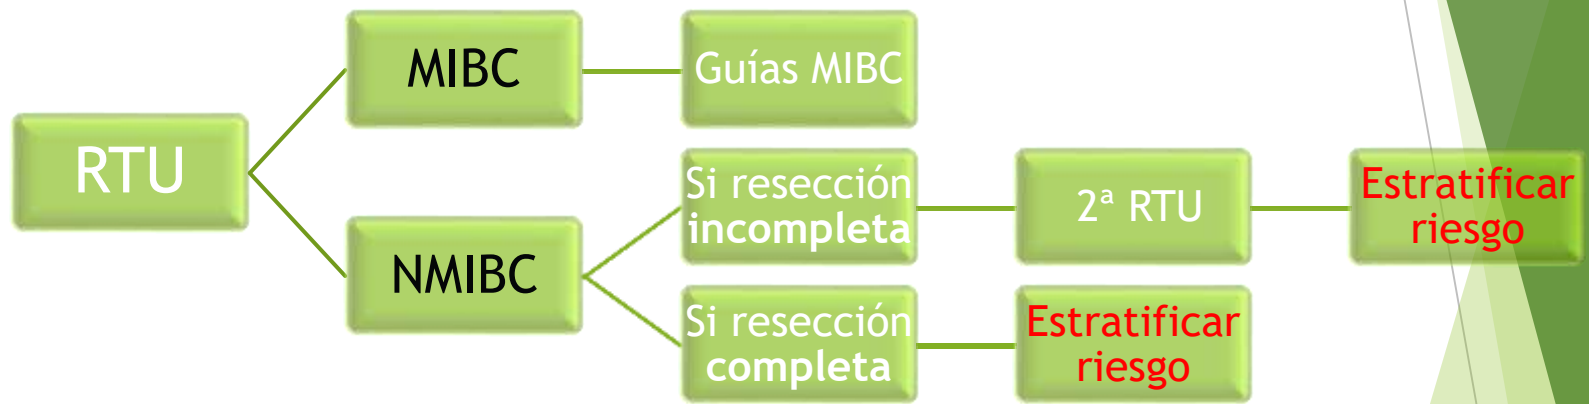 RTU
MIBC
Guías MIBC
NMIBC
Si resección
incompleta
2ª RTU
Estratificar
riesgo
Si resección
completa
Estratificar
riesgo